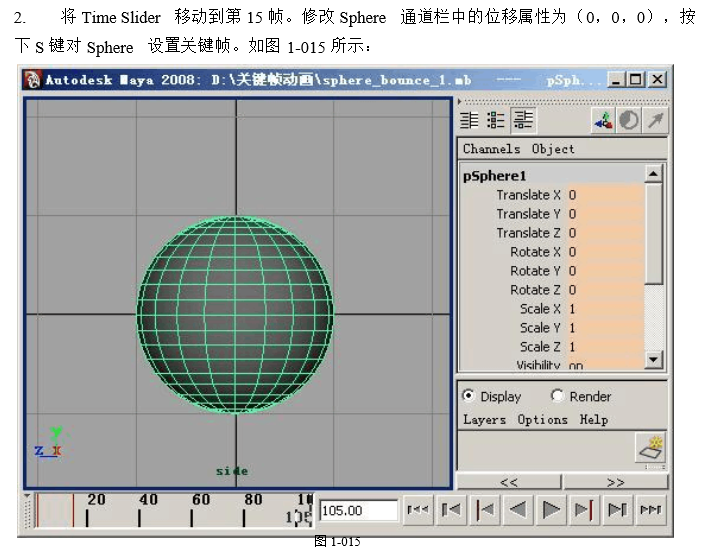 2. 将 Time Slider 移动到第 15 帧。修改 Sphere 通道栏中的位移属性为（0，0，0），按
下 S 键对 Sphere 设置关键帧。如图 1-015 所示：
Autodesk Maya 2008: D:\关键帧动画\sphere_bounce_1.mb --- pSph...
Channels Object
pSphere1
Translate X 0
Translate Y 0
Translate Z 0
Rotate X 0
Rotate Y 0
Rotate Z 0
Scale X 1
Scale Y 1
Scale Z 1
Visibility on
Display Render
Layers Options Help
y
z x
side
<< >>
20 40 60 80 10
105 105.00
图 1-015